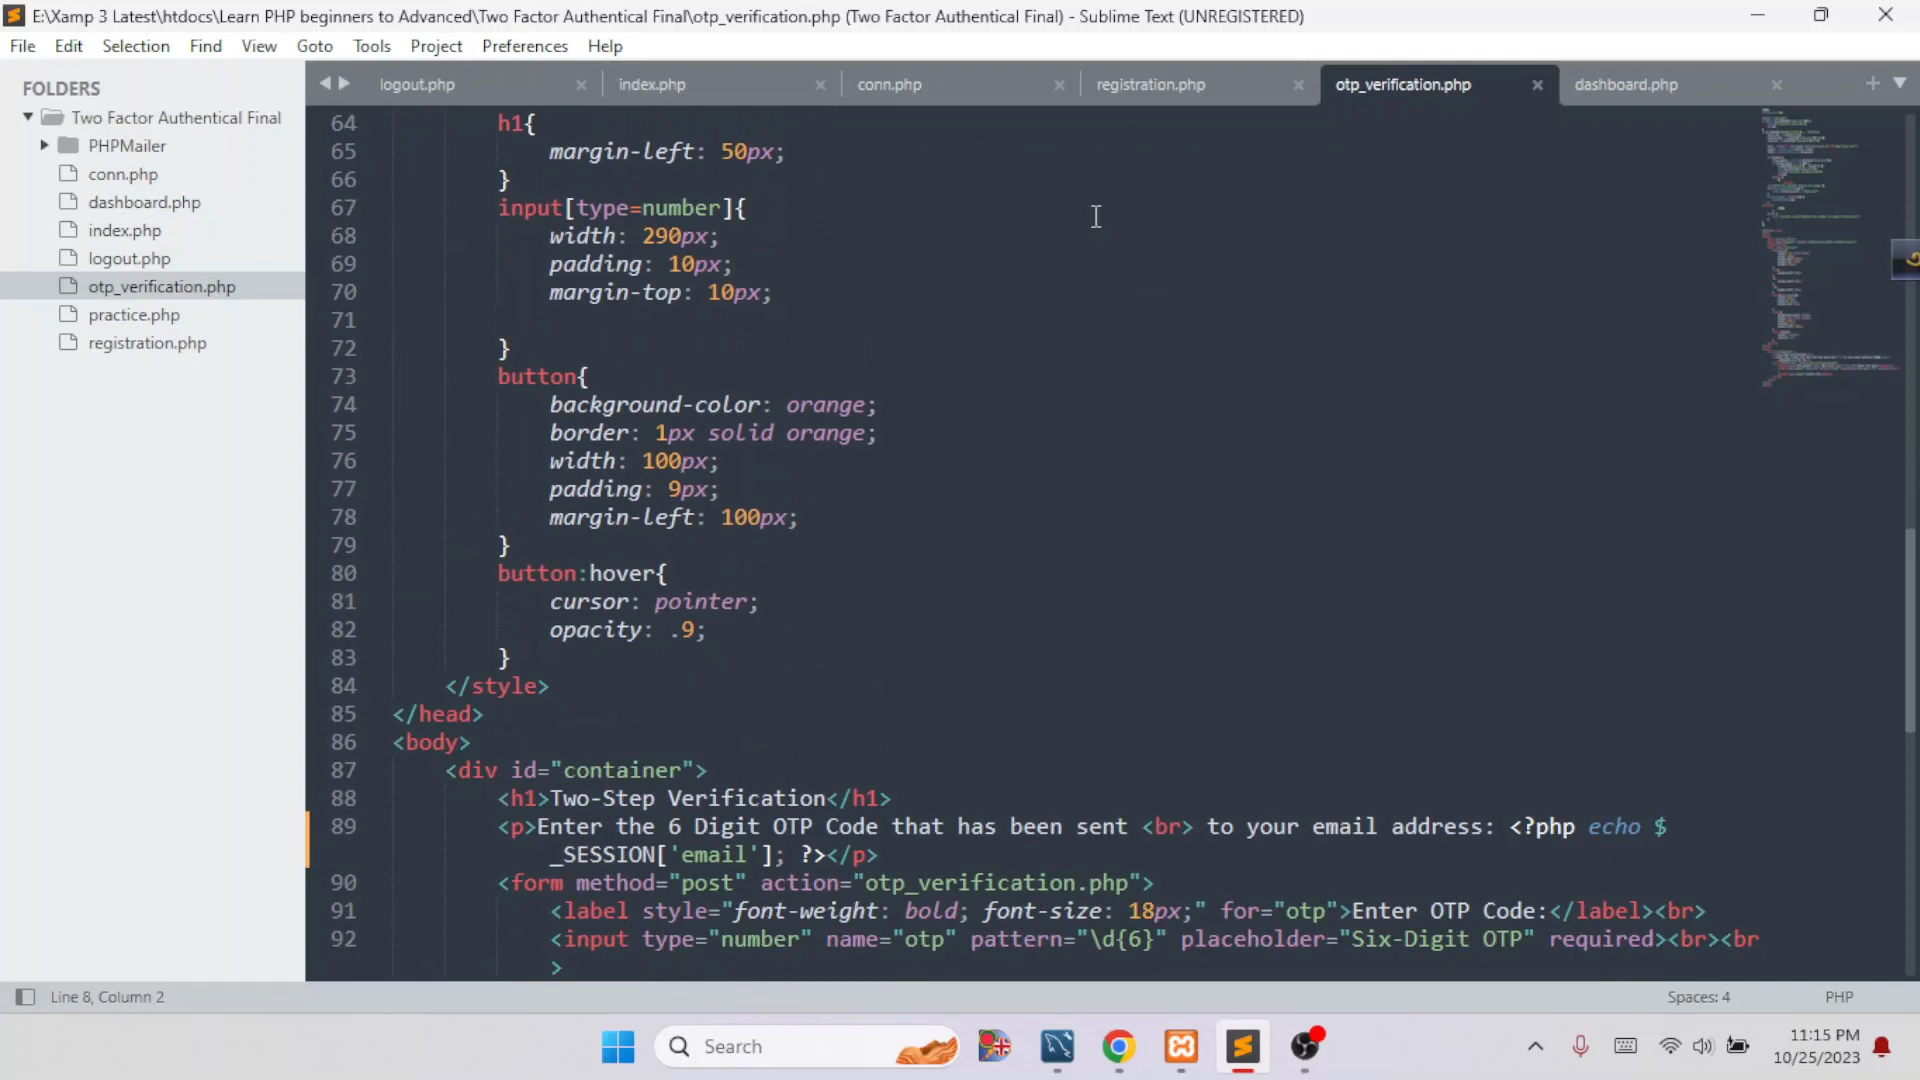 E:\Xamp 3 Latest\htdocs\Learn PHP beginners to Advanced\Two Factor Authentical Final\otp_verification.php (Two Factor Authentical Final) - Sublime Text (UNREGISTERED)
File Edit Selection Find View Goto Tools Project Preferences Help
FOLDERS
Two Factor Authentical Final
PHPMailer
conn.php
dashboard.php
index.php
logout.php
otp_verification.php
practice.php
registration.php
logout.php index.php conn.php registration.php otp_verification.php dashboard.php
64 h1{
65 margin-left: 50px;
66 }
67 input[type=number]{
68 width: 290px;
69 padding: 10px;
70 margin-top: 10px;
71
72 }
73 button{
74 background-color: orange;
75 border: 1px solid orange;
76 width: 100px;
77 padding: 9px;
78 margin-left: 100px;
79 }
80 button:hover{
81 cursor: pointer;
82 opacity: .9;
83 }
84 </style>
85 </head>
86 <body>
87 <div id="container">
88 <h1>Two-Step Verification</h1>
89 <p>Enter the 6 Digit OTP Code that has been sent <br> to your email address: <?php echo $
_SESSION['email']; ?></p>
90 <form method="post" action="otp_verification.php">
91 <label style="font-weight: bold; font-size: 18px;" for="otp">Enter OTP Code:</label><br>
92 <input type="number" name="otp" pattern="\d{6}" placeholder="Six-Digit OTP" required><br><br
>
Line 8, Column 2 Spaces: 4 PHP
Search
11:15 PM
10/25/2023